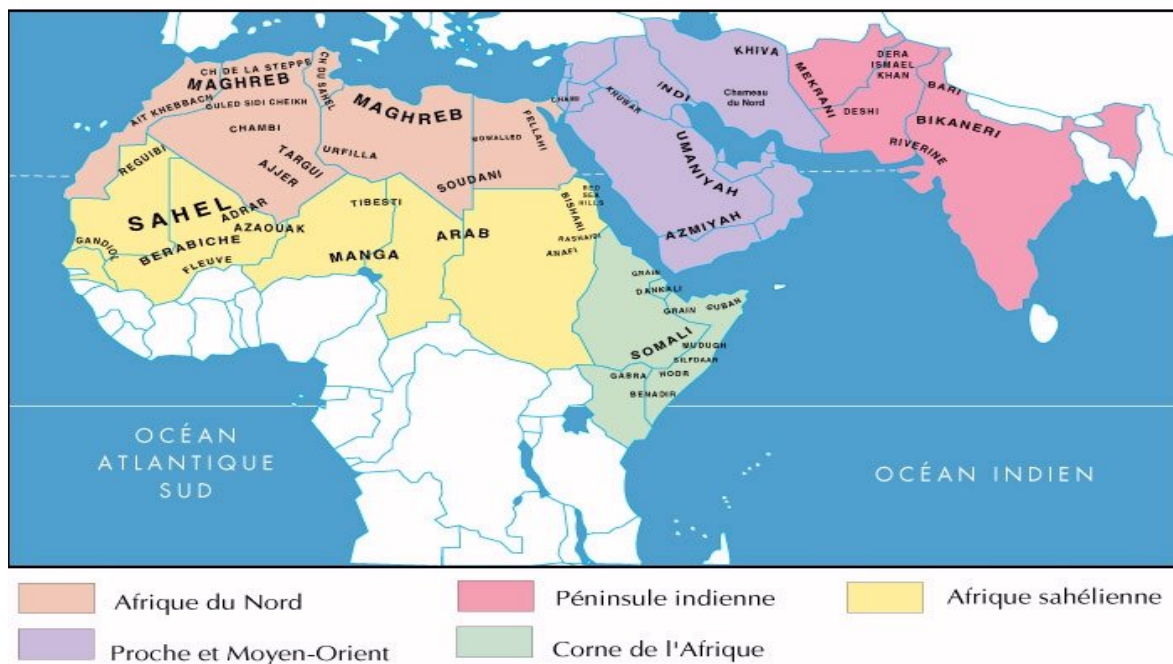 CH DE LA STEPPE
MAGHREB
CH DU SAHEL
AIT KHEBBACH
OULED SIDI CHEIKH
CHAMBI
REGUIBI
TARGUI
AJJER
URFILLA
MAGHREB
MOWALLED
FELLAHI
SOUDANI
SAHEL
ADRAR
AZAOUAK
GANDIOL
BERABICHE
FLEUVE
TIBESTI
MANGA
ARAB
BISHARI
RED
SEA
HILLS
RASHAIDI
ANAFI
GRAIN
DANKALI
GRAIN
GUBAN
SOMALI
MUDUGH
SIIFDAAR
GABRA
HOOR
BENADIR
KHIVA
INDI
Chameau
du Nord
KHUWAR
UMANIYAH
AZMIYAH
MEKRANI
DERA
ISMAEL
KHAN
BARI
DESHI
BIKANERI
RIVERINE
OCÉAN
ATLANTIQUE
SUD
OCÉAN INDIEN
Afrique du Nord
Péninsule indienne
Afrique sahélienne
Proche et Moyen-Orient
Corne de l'Afrique